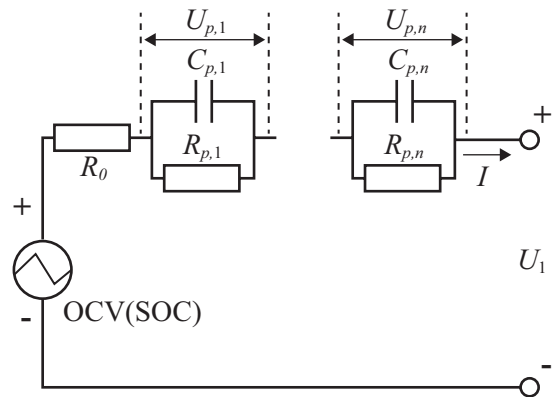 U_{p,1}
U_{p,n}
C_{p,1}
C_{p,n}
+
R_0
R_{p,1}
R_{p,n}
I
+
U_1
OCV(SOC)
-
-